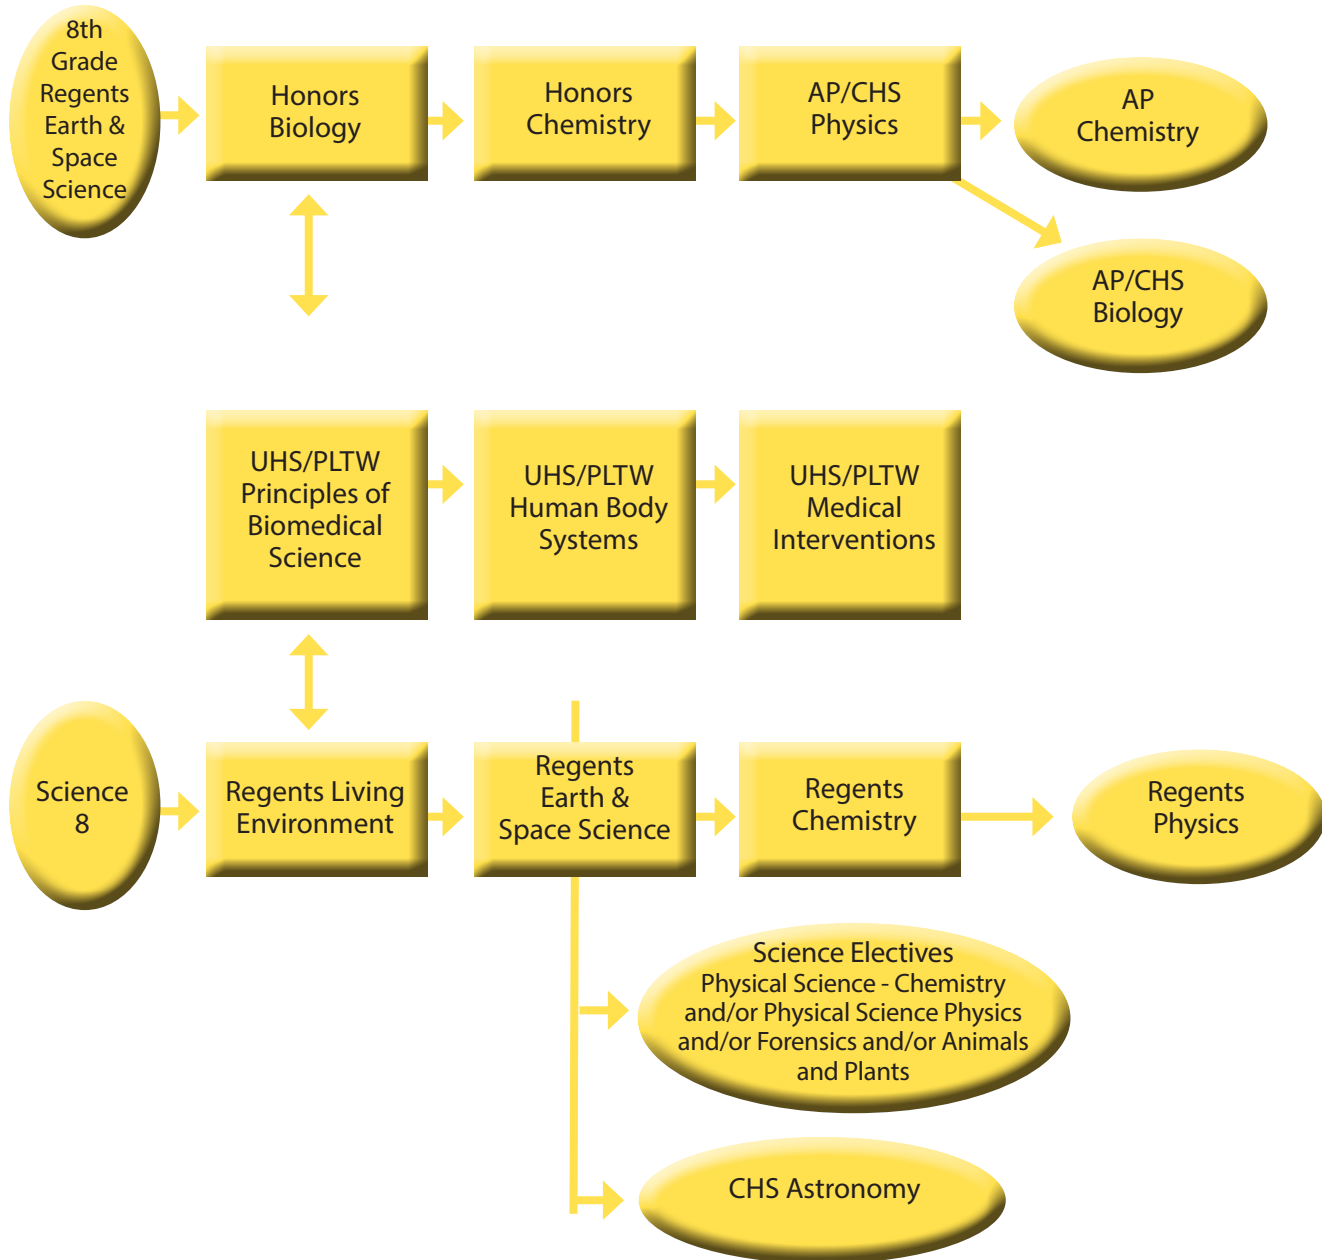 8th
Grade
Regents
Earth &
Space
Science
Honors
Biology
Honors
Chemistry
AP/CHS
Physics
AP
Chemistry
AP/CHS
Biology
UHS/PLTW
Principles of
Biomedical
Science
UHS/PLTW
Human Body
Systems
UHS/PLTW
Medical
Interventions
Science
8
Regents Living
Environment
Regents
Earth &
Space Science
Regents
Chemistry
Regents
Physics
Science Electives
Physical Science - Chemistry
and/or Physical Science Physics
and/or Forensics and/or Animals
and Plants
CHS Astronomy